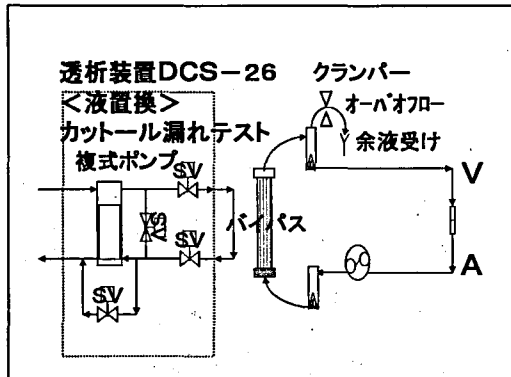 透析装置DCS-26
<液置換>
カットール漏れテスト
複式ポンプ
SV
SV
SV
SV
バイパス
クランパー
オーバオフロー
余液受け
V
A